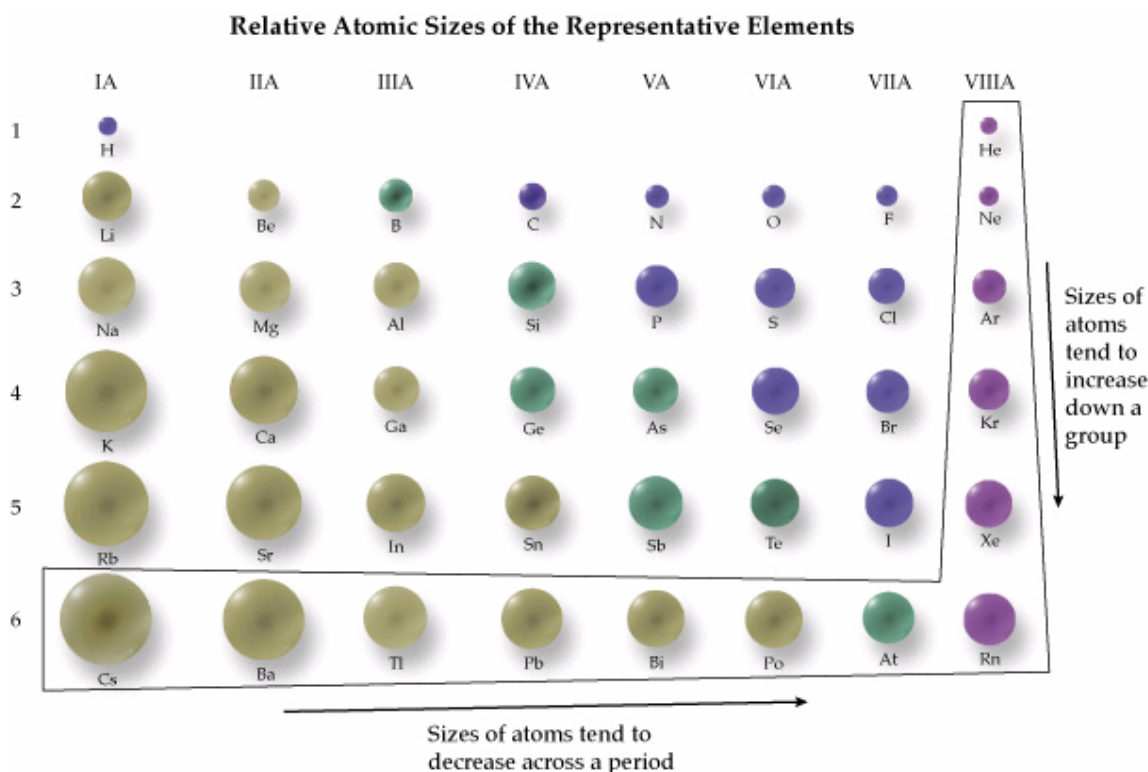 Relative Atomic Sizes of the Representative Elements
IA IIA IIIA IVA VA VIA VIIA VIIIA
1
H He
2
Li Be B C N O F Ne
3
Na Mg Al Si P S Cl Ar
4
K Ca Ga Ge As Se Br Kr
5
Rb Sr In Sn Sb Te I Xe
6
Cs Ba Tl Pb Bi Po At Rn
Sizes of
atoms
tend to
increase
down a
group
Sizes of atoms tend to
decrease across a period